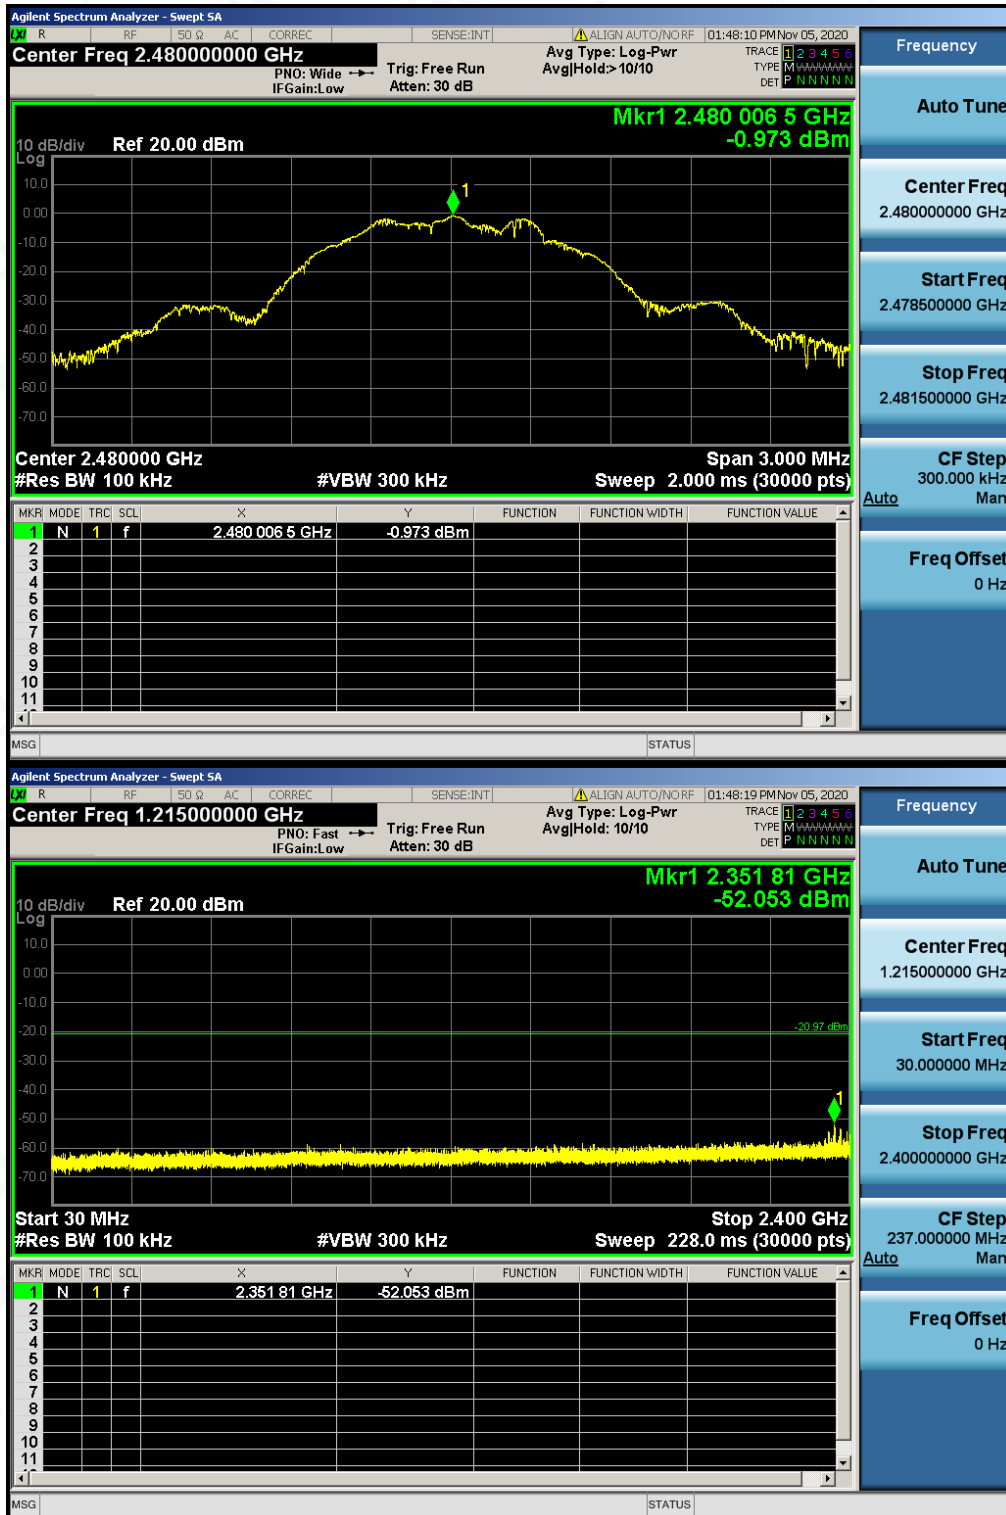 Agilent Spectrum Analyzer - Swept SA
LXI R RF 50 Ω AC CORREC SENSE:INT ALIGN AUTO/NO RF 01:48:10 PM Nov 05, 2020
Center Freq 2.480000000 GHz
PNO: Wide
IFGain:Low
Trig: Free Run
Atten: 30 dB
Avg Type: Log-Pwr
Avg|Hold:> 10/10
TRACE 1 2 3 4 5 6
TYPE M
DET P N N N N N
Frequency
Mkr1 2.480 006 5 GHz
-0.973 dBm
10 dB/div Ref 20.00 dBm
Log
10.0
0.00
-10.0
-20.0
-30.0
-40.0
-50.0
-60.0
-70.0
1
Center 2.480000 GHz Span 3.000 MHz
#Res BW 100 kHz #VBW 300 kHz Sweep 2.000 ms (30000 pts)
Auto Tune
Center Freq
2.480000000 GHz
Start Freq
2.478500000 GHz
Stop Freq
2.481500000 GHz
CF Step
300.000 kHz
Auto Man
Freq Offset
0 Hz
MKR MODE TRC SCL X Y FUNCTION FUNCTION WIDTH FUNCTION VALUE
1 N 1 f 2.480 006 5 GHz -0.973 dBm
2
3
4
5
6
7
8
9
10
11
MSG STATUS
Agilent Spectrum Analyzer - Swept SA
LXI R RF 50 Ω AC CORREC SENSE:INT ALIGN AUTO/NO RF 01:48:19 PM Nov 05, 2020
Center Freq 1.215000000 GHz
PNO: Fast
IFGain:Low
Trig: Free Run
Atten: 30 dB
Avg Type: Log-Pwr
Avg|Hold: 10/10
TRACE 1 2 3 4 5 6
TYPE M
DET P N N N N N
Frequency
Mkr1 2.351 81 GHz
-52.053 dBm
10 dB/div Ref 20.00 dBm
Log
10.0
0.00
-10.0
-20.0
-30.0
-40.0
-50.0
-60.0
-70.0
-20.97 dBm
1
Start 30 MHz Stop 2.400 GHz
#Res BW 100 kHz #VBW 300 kHz Sweep 228.0 ms (30000 pts)
Auto Tune
Center Freq
1.215000000 GHz
Start Freq
30.000000 MHz
Stop Freq
2.400000000 GHz
CF Step
237.000000 MHz
Auto Man
Freq Offset
0 Hz
MKR MODE TRC SCL X Y FUNCTION FUNCTION WIDTH FUNCTION VALUE
1 N 1 f 2.351 81 GHz -52.053 dBm
2
3
4
5
6
7
8
9
10
11
MSG STATUS